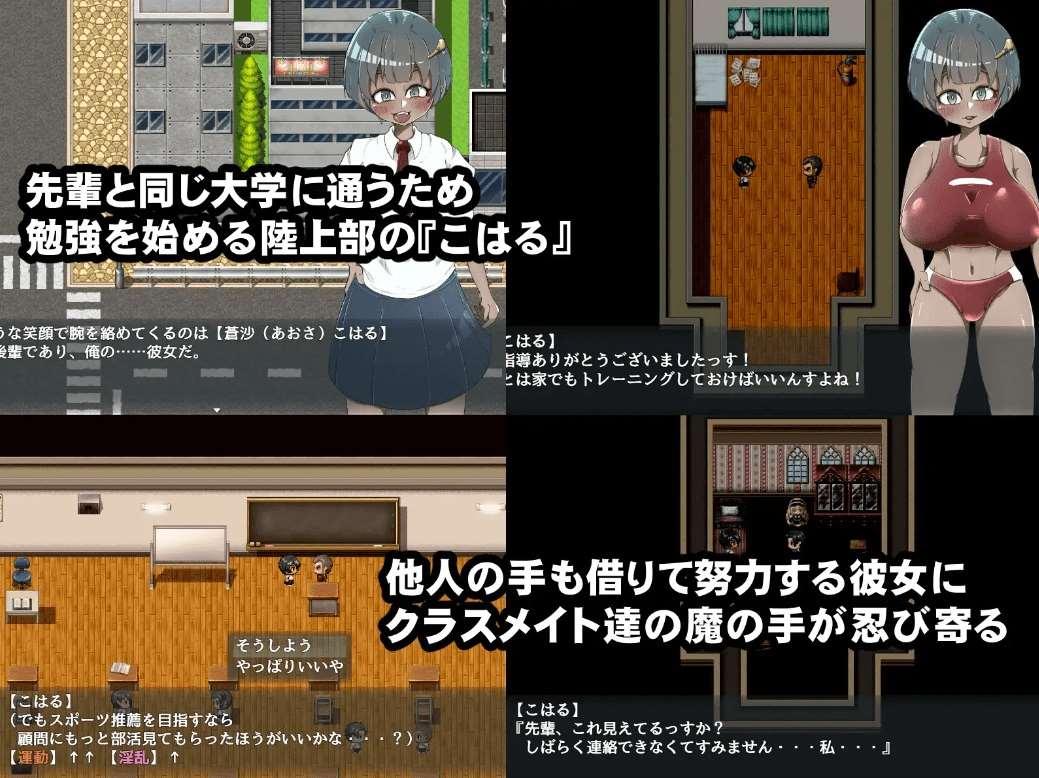 先輩と同じ大学に通うため
勉強を始める陸上部の『こはる』
うな笑顔で腕を絡めてくるのは【蒼沙（あおさ）こはる】
後輩であり、俺の……彼女だ。
こはる】
指導ありがとうございましたっす！
とは家でもトレーニングしておけばいいんすよね！
他人の手も借りて努力する彼女に
クラスメイト達の魔の手が忍び寄る
そうしよう
やっぱりいいや
【こはる】
（でもスポーツ推薦を目指すなら
顧問にもっと部活見てもらったほうがいいかな・・・？）
【運動】↑↑【淫乱】↑
【こはる】
『先輩、これ見えてるっすか？
しばらく連絡できなくてすみません・・・私・・・』